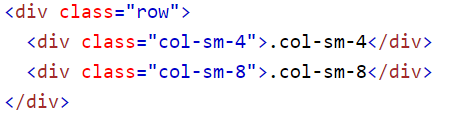 <div class="row">
  <div class="col-sm-4">.col-sm-4</div>
  <div class="col-sm-8">.col-sm-8</div>
</div>